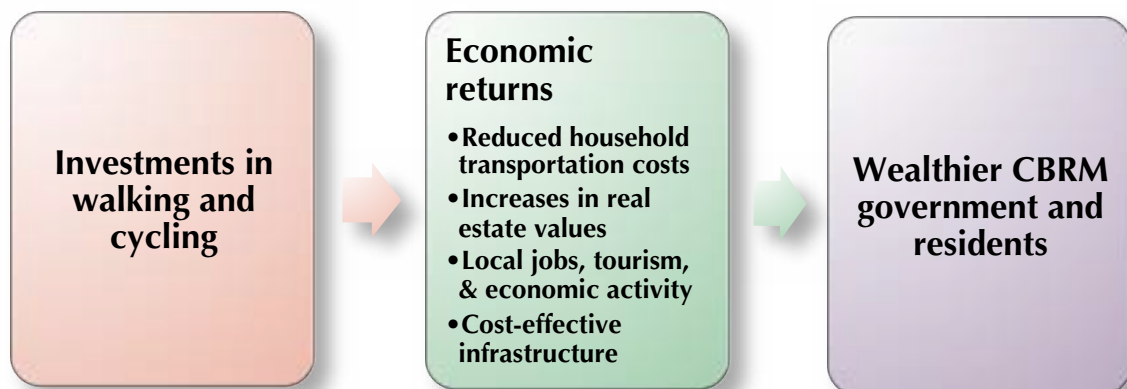 Investments in
walking and
cycling
Economic
returns
•Reduced household
transportation costs
•Increases in real
estate values
•Local jobs, tourism,
& economic activity
•Cost-effective
infrastructure
Wealthier CBRM
government and
residents